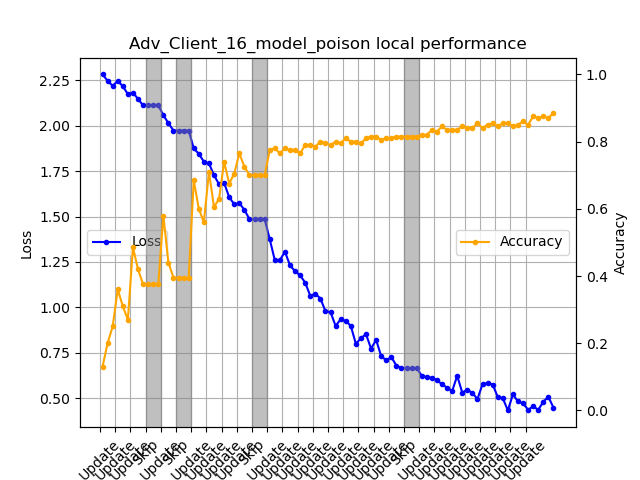 Adv_Client_16_model_poison local performance
2.25
2.00
1.75
1.50
1.25
1.00
0.75
0.50
Loss
Loss
Accuracy
1.0
0.8
0.6
0.4
0.2
0.0
Accuracy
Update
Update
Update
Skip
Update
Skip
Update
Update
Update
Update
Skip
Update
Update
Update
Update
Update
Update
Update
Update
Update
Skip
Update
Update
Update
Update
Update
Update
Update
Update